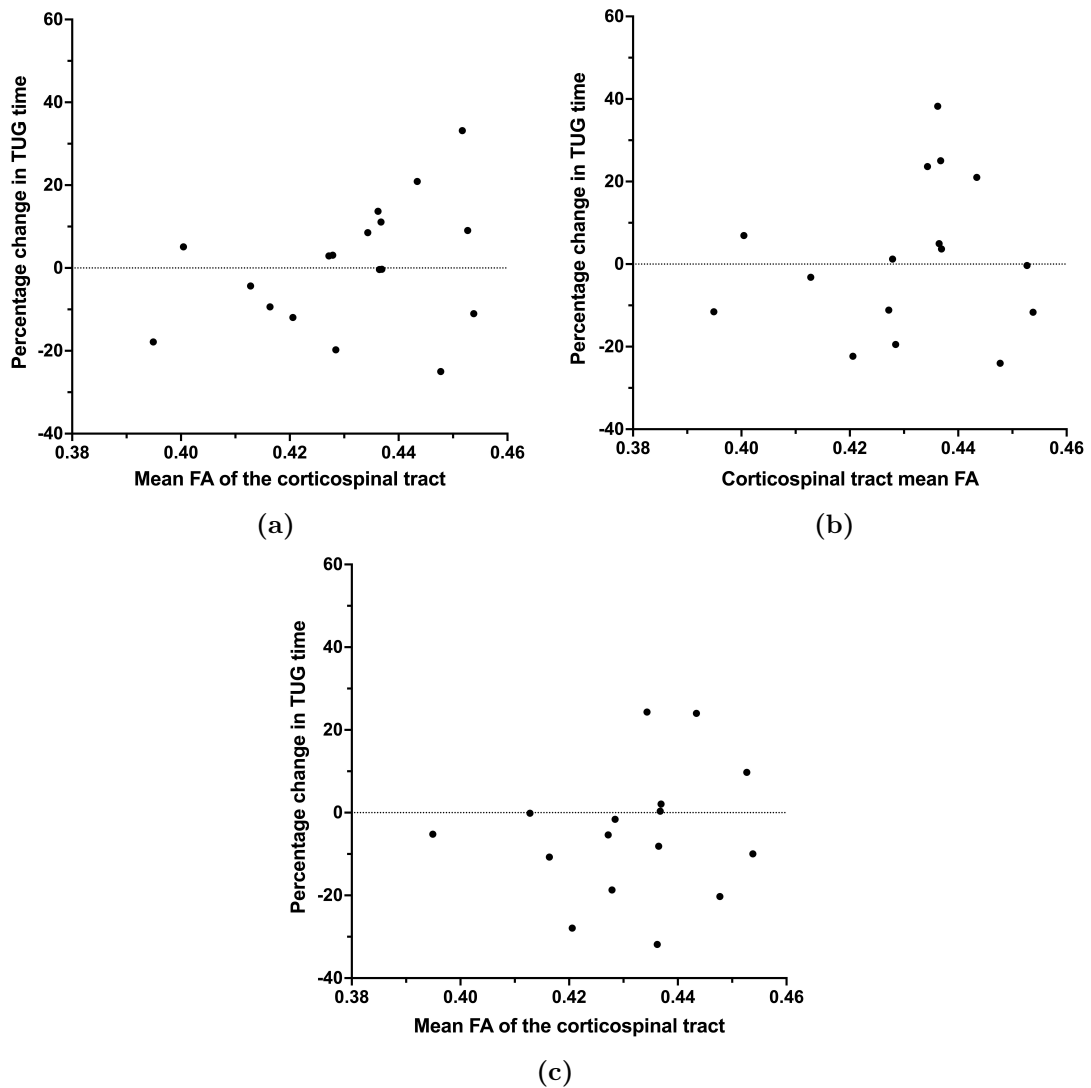 60
40
20
0
-20
-40
0.38 0.40 0.42 0.44 0.46
Percentage change in TUG time
Mean FA of the corticospinal tract
(a)
60
40
20
0
-20
-40
0.38 0.40 0.42 0.44 0.46
Percentage change in TUG time
Corticospinal tract mean FA
(b)
60
40
20
0
-20
-40
0.38 0.40 0.42 0.44 0.46
Percentage change in TUG time
Mean FA of the corticospinal tract
(c)